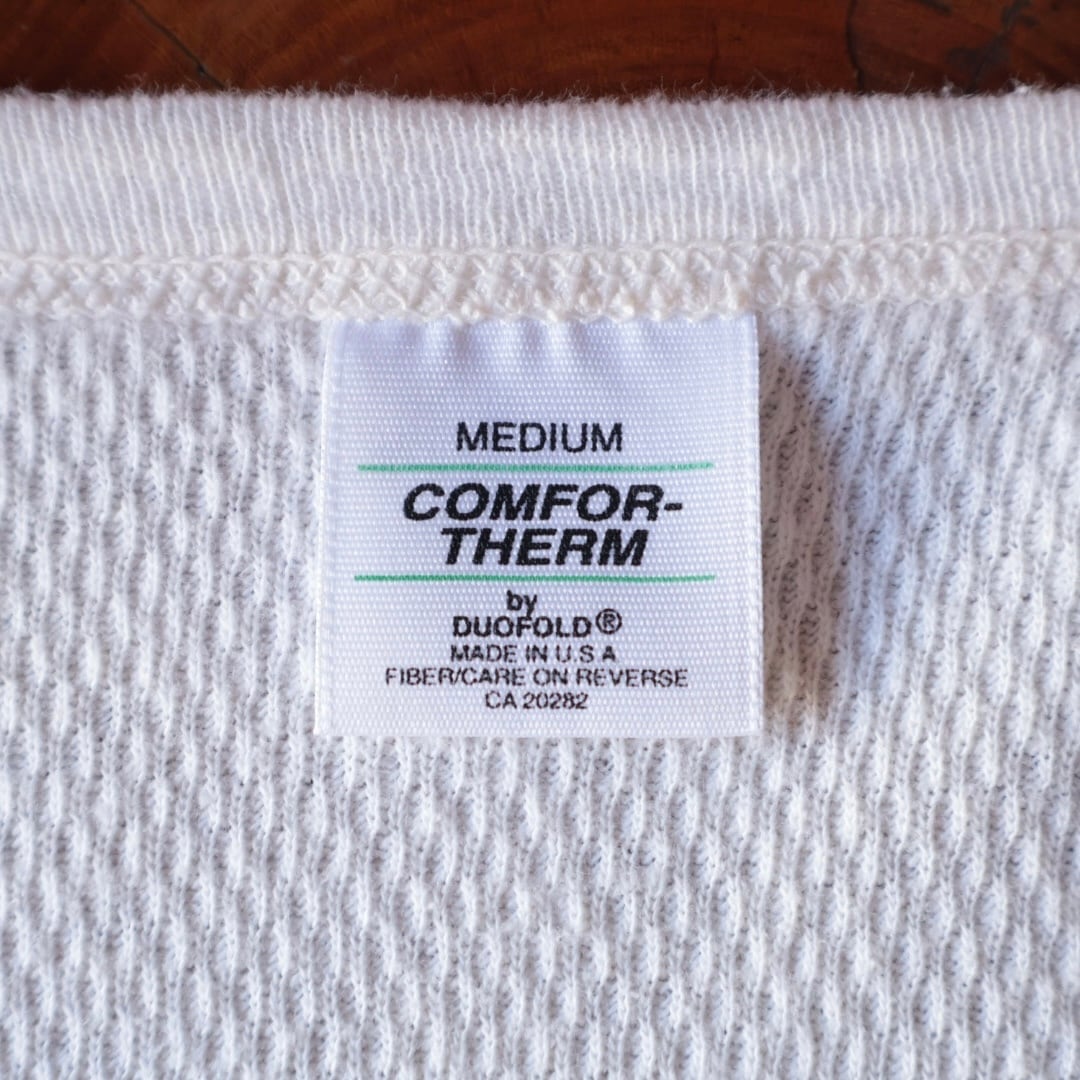 MEDIUM
COMFOR-
THERM
by
DUOFOLD®
MADE IN U.S A
FIBER/CARE ON REVERSE
CA 20282